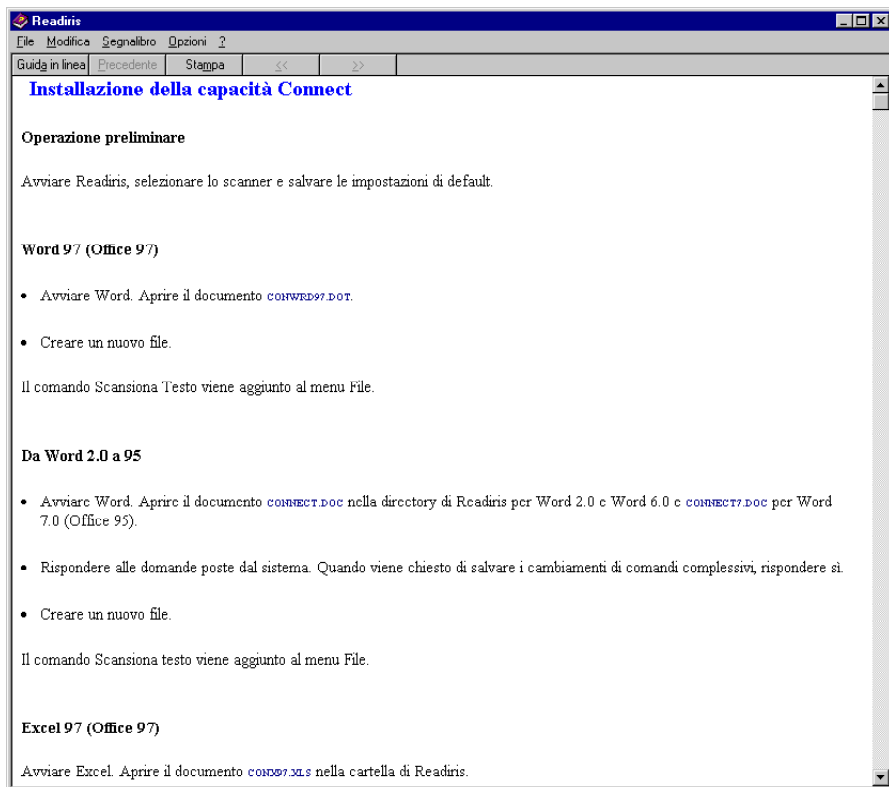 Readiris
File Modifica Segnalibro Opzioni ?
Guida in linea Precedente Stampa << >>
Installazione della capacità Connect
Operazione preliminare
Avviare Readiris, selezionare lo scanner e salvare le impostazioni di default.
Word 97 (Office 97)
• Avviare Word. Aprire il documento CONWRD97.DOT.
• Creare un nuovo file.
Il comando Scansiona Testo viene aggiunto al menu File.
Da Word 2.0 a 95
• Avviare Word. Aprire il documento CONNECT.DOC nella directory di Readiris per Word 2.0 e Word 6.0 e CONNECT7.DOC per Word
7.0 (Office 95).
• Rispondere alle domande poste dal sistema. Quando viene chiesto di salvare i cambiamenti di comandi complessivi, rispondere sì.
• Creare un nuovo file.
Il comando Scansiona testo viene aggiunto al menu File.
Excel 97 (Office 97)
Avviare Excel. Aprire il documento CONX97.XLS nella cartella di Readiris.